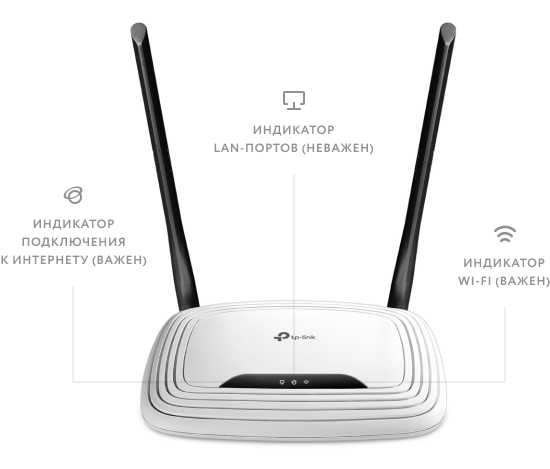 ИНДИКАТОР
LAN-ПОРТОВ (НЕВАЖЕН)
ИНДИКАТОР
ПОДКЛЮЧЕНИЯ
К ИНТЕРНЕТУ (ВАЖЕН)
ИНДИКАТОР
WI-FI (ВАЖЕН)
tp-link